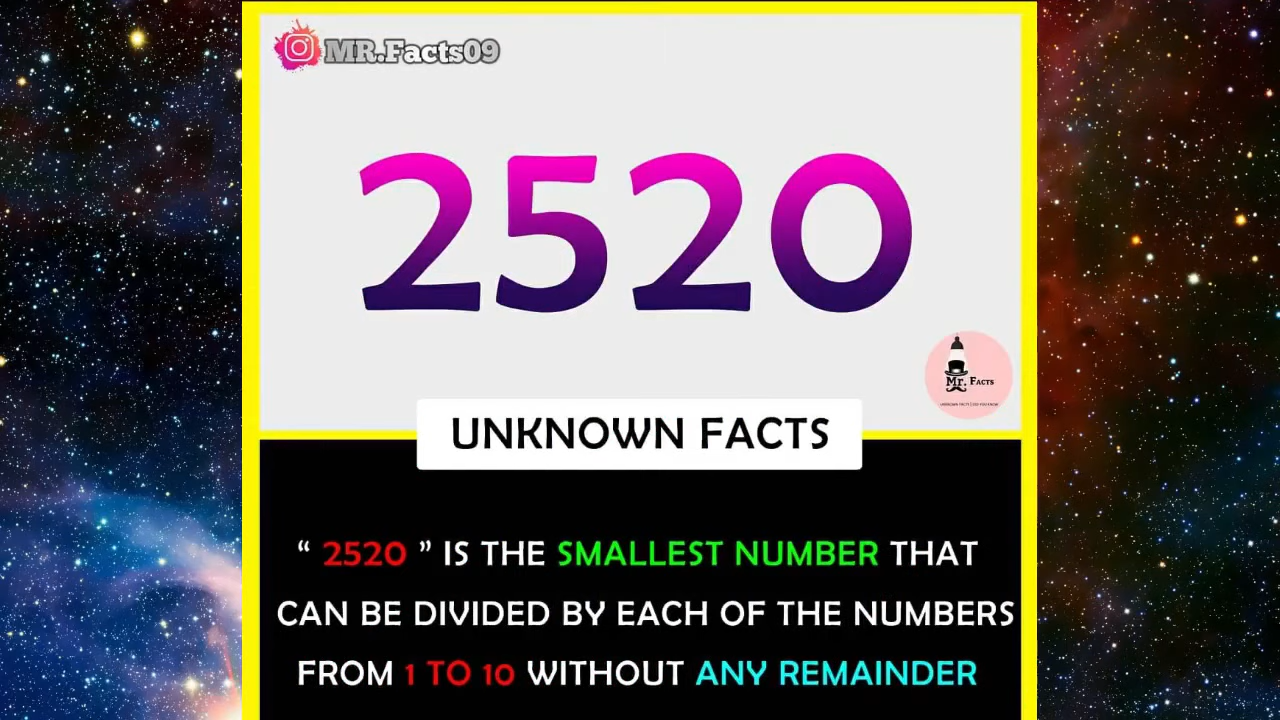 MR.Facts09
2520
Mr. Facts
UNKNOWN FACTS
“ 2520 ” IS THE SMALLEST NUMBER THAT
CAN BE DIVIDED BY EACH OF THE NUMBERS
FROM 1 TO 10 WITHOUT ANY REMAINDER